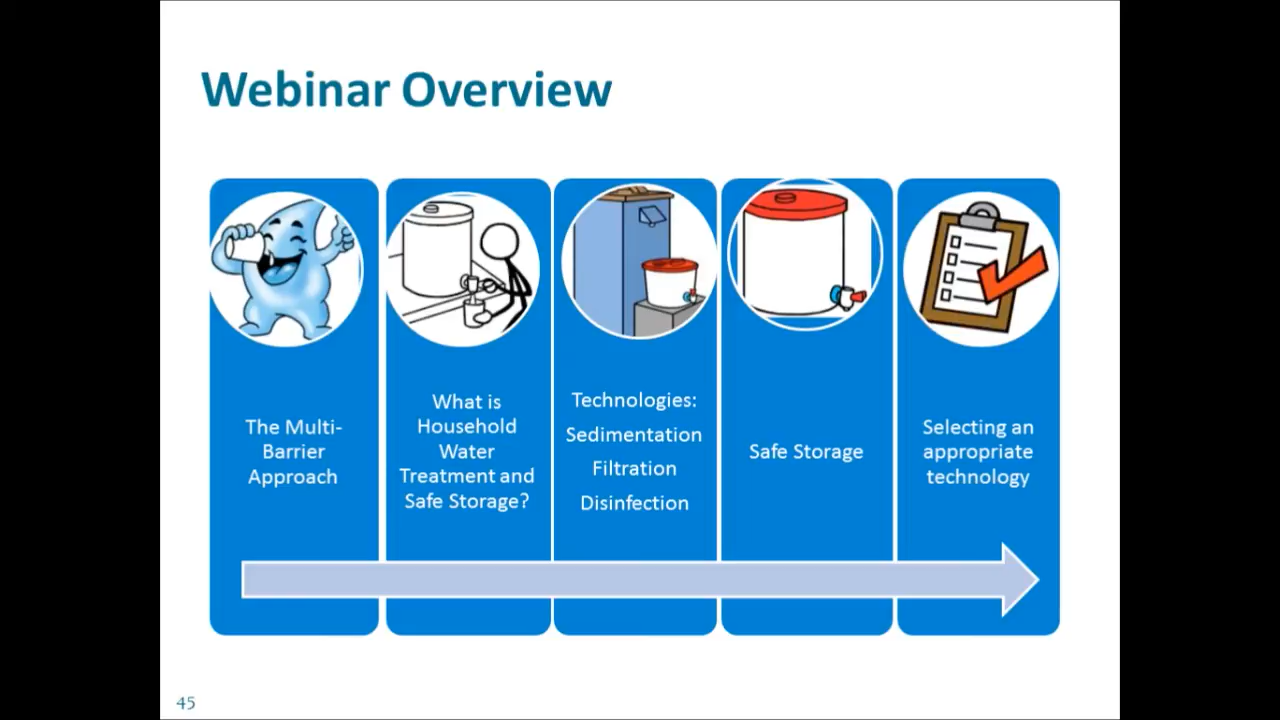 Webinar Overview
The Multi-
Barrier
Approach
What is
Household
Water
Treatment and
Safe Storage?
Technologies:
Sedimentation
Filtration
Disinfection
Safe Storage
Selecting an
appropriate
technology
45